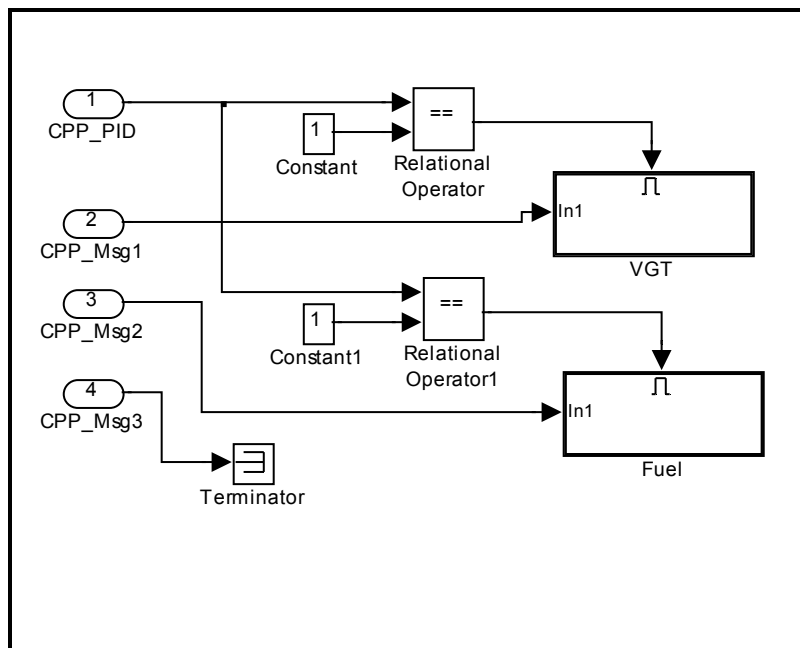 1
CPP_PID
1
Constant
==
Relational
Operator
2
CPP_Msg1
In1
VGT
3
CPP_Msg2
1
Constant1
==
Relational
Operator1
4
CPP_Msg3
In1
Fuel
Terminator